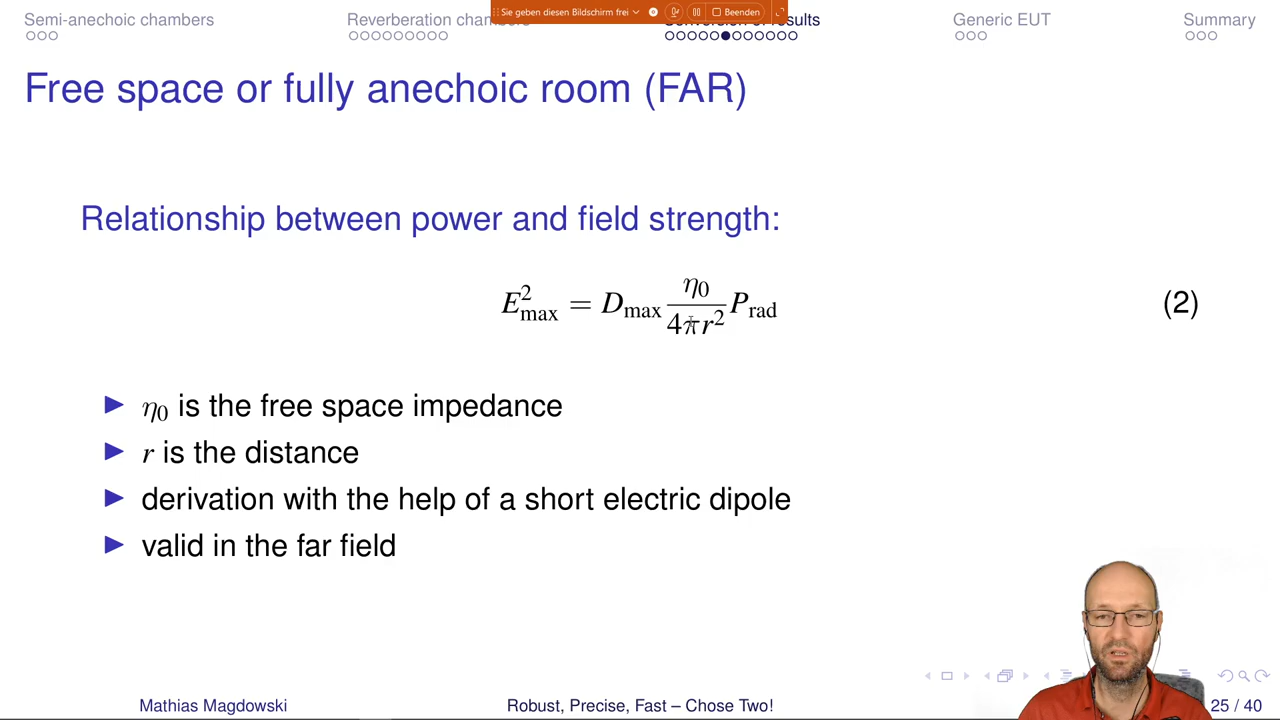 Semi-anechoic chambers
Reverberation
Sie geben diesen Bildschirm frei
Beenden
results
Generic EUT
Summary
Free space or fully anechoic room (FAR)
Relationship between power and field strength:
E²max = Dmax η0/4πr² Prad (2)
η0 is the free space impedance
r is the distance
derivation with the help of a short electric dipole
valid in the far field
Mathias Magdowski
Robust, Precise, Fast – Chose Two!
25 / 40